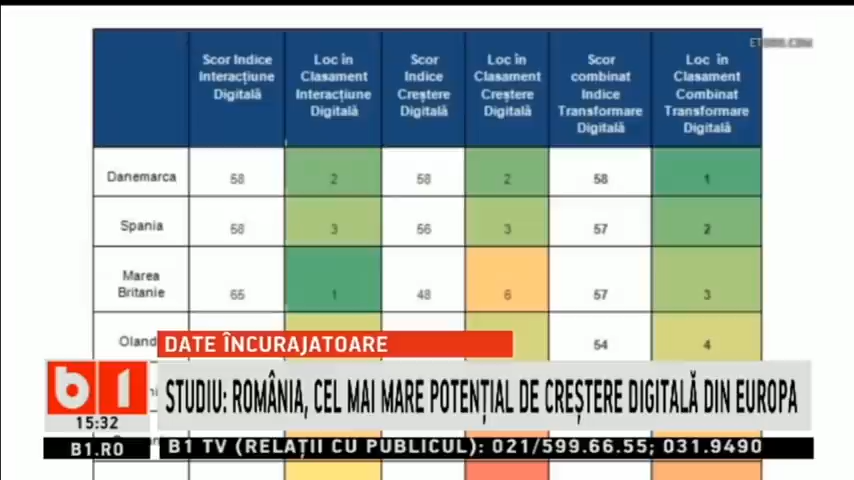 ETORO.COM
Scor Indice Interacțiune Digitală
Loc în Clasament Interacțiune Digitală
Scor Indice Creștere Digitală
Loc în Clasament Creștere Digitală
Scor combinat Indice Transformare Digitală
Loc în Clasament Combinat Transformare Digitală
Danemarca 58 2 58 2 58 1
Spania 58 3 56 3 57 2
Marea Britanie 65 1 48 6 57 3
Oland 54 4
DATE ÎNCURAJATOARE
b1
STUDIU: ROMÂNIA, CEL MAI MARE POTENȚIAL DE CREȘTERE DIGITALĂ DIN EUROPA
15:32
B1.RO
B1 TV (RELAȚII CU PUBLICUL): 021/599.66.55; 031.9490